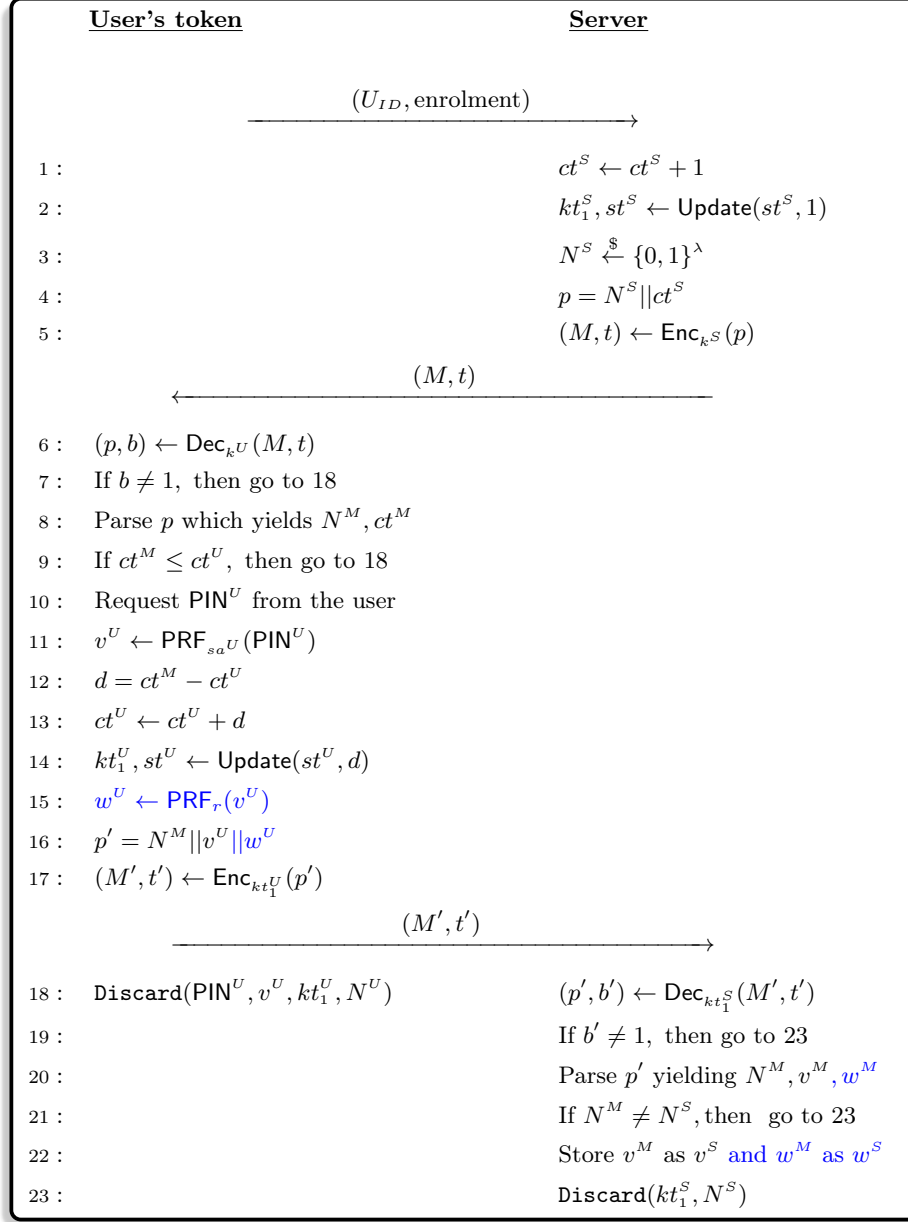 User's token Server
(U_{ID}, enrolment)
1 : ct^S ← ct^S + 1
2 : kt_1^S, st^S ← Update(st^S, 1)
3 : N^S ←^$ {0, 1}^λ
4 : p = N^S||ct^S
5 : (M, t) ← Enc_{k^S}(p)
(M, t)
6 : (p, b) ← Dec_{k^U}(M, t)
7 : If b ≠ 1, then go to 18
8 : Parse p which yields N^M, ct^M
9 : If ct^M ≤ ct^U, then go to 18
10 : Request PIN^U from the user
11 : v^U ← PRF_{sa^U}(PIN^U)
12 : d = ct^M − ct^U
13 : ct^U ← ct^U + d
14 : kt_1^U, st^U ← Update(st^U, d)
15 : w^U ← PRF_r(v^U)
16 : p′ = N^M||v^U||w^U
17 : (M′, t′) ← Enc_{kt_1^U}(p′)
(M′, t′)
18 : Discard(PIN^U, v^U, kt_1^U, N^U) (p′, b′) ← Dec_{kt_1^S}(M′, t′)
19 : If b′ ≠ 1, then go to 23
20 : Parse p′ yielding N^M, v^M, w^M
21 : If N^M ≠ N^S, then go to 23
22 : Store v^M as v^S and w^M as w^S
23 : Discard(kt_1^S, N^S)